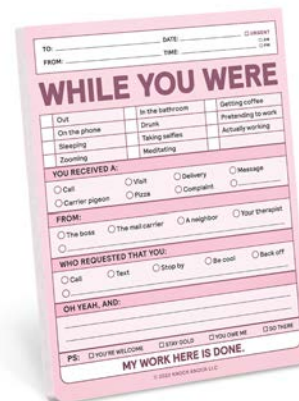 TO: DATE: URGENT
FROM: TIME: AM
PM
WHILE YOU WERE
Out In the bathroom Getting coffee
On the phone Drunk Pretending to work
Sleeping Taking selfies Actually working
Zooming Meditating
YOU RECEIVED A:
Call Visit Delivery Message
Carrier pigeon Pizza Complaint
FROM:
The boss The mail carrier A neighbor Your therapist
WHO REQUESTED THAT YOU:
Call Text Stop by Be cool Back off
OH YEAH, AND:
PS: YOU'RE WELCOME STAY GOLD YOU OWE ME SO THERE
MY WORK HERE IS DONE.
© 2022 KNOCK KNOCK LLC